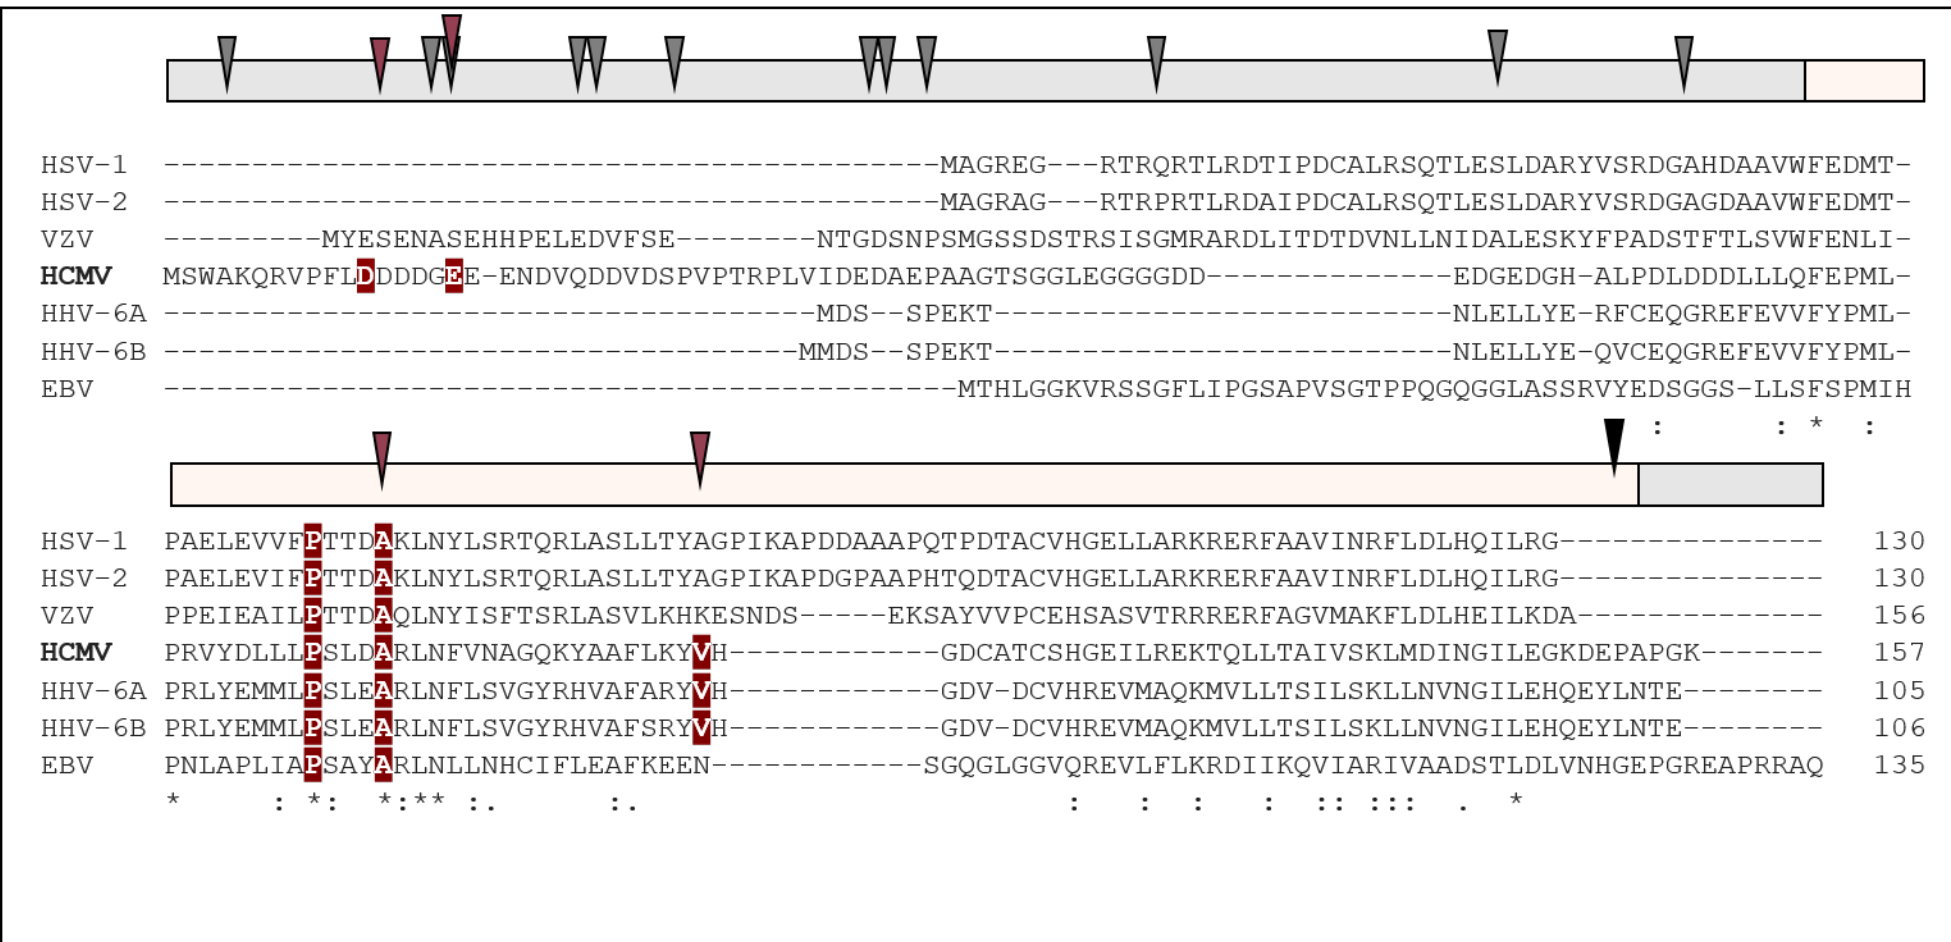 HSV-1 --------------------------------------------MAGREG---RTRQRTLRDTIPDCALRSQTLESLDARYVSRDGAHDAAVWFEDMT-
HSV-2 --------------------------------------------MAGRAG---RTRPRTLRDAIPDCALRSQTLESLDARYVSRDGAGDAAVWFEDMT-
VZV ---------MYESENASEHHPELEDVFSE--------NTGDSNPSMGSSDSTRSISGMRARDLITDTDVNLLNIDALESKYFPADSTFTLSVWFENLI-
HCMV MSWAKQRVPFLDDDDGEE-ENDVQDDVDSPVPTRPLVIDEDAEPAAGTSGGLEGGGGDD--------------EDGEDGH-ALPDLDDDLLLQFEPML-
HHV-6A -------------------------------------MDS--SPEKT--------------------------NLELLYE-RFCEQGREFEVVFYPML-
HHV-6B ------------------------------------MMDS--SPEKT--------------------------NLELLYE-QVCEQGREFEVVFYPML-
EBV ---------------------------------------------MTHLGGKVRSSGFLIPGSAPVSGTPPQGQGGLASSRVYEDSGGS-LLSFSPMIH
: : * :
HSV-1 PAELEVVFPTTDAKLNYLSRTQRLASLLTYAGPIKAPDDAAAPQTPDTACVHGELLARKRERFAAVINRFLDLHQILRG--------------- 130
HSV-2 PAELEVIFPTTDAKLNYLSRTQRLASLLTYAGPIKAPDGPAAPHTQDTACVHGELLARKRERFAAVINRFLDLHQILRG--------------- 130
VZV PPEIEAILPTTDAQLNYISFTSRLASVLKHKESNDS-----EKSAYVVPCEHSASVTRRRERFAGVMAKFLDLHEILKDA-------------- 156
HCMV PRVYDLLLPSLDARLNFVNAGQKYAAFLKYVH------------GDCATCSHGEILREKTQLLTAIVSKLMDINGILEGKDEPAPGK------- 157
HHV-6A PRLYEMMLPSLEARLNFLSVGYRHVAFARYVH------------GDV-DCVHREVMAQKMVLLTSILSKLLNVNGILEHQEYLNTE-------- 105
HHV-6B PRLYEMMLPSLEARLNFLSVGYRHVAFSRYVH------------GDV-DCVHREVMAQKMVLLTSILSKLLNVNGILEHQEYLNTE-------- 106
EBV PNLAPLIAPSAYARLNLLNHCIFLEAFKEEN------------SGQGLGGVQREVLFLKRDIIKQVIARIVAADSTLDLVNHGEPGREAPRRAQ 135
* : *: *:** :. :. : : : : :: ::: . *